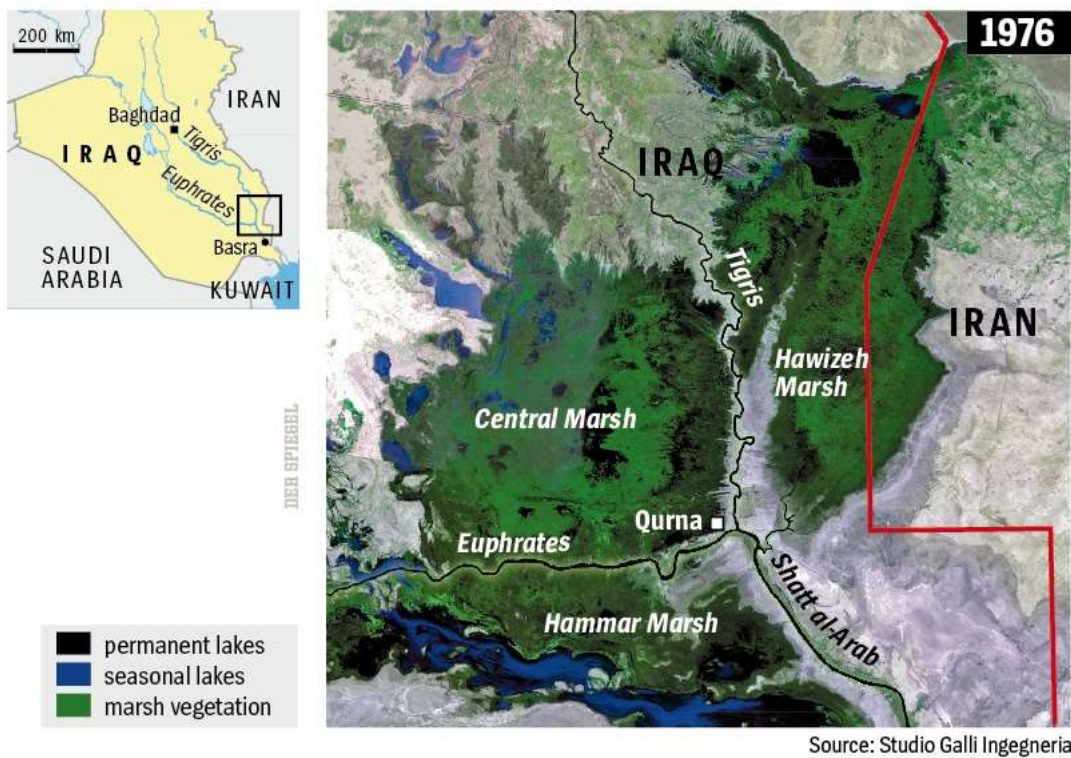 200 km
IRAN
Baghdad
Tigris
IRAQ
Euphrates
Basra
SAUDI
ARABIA
KUWAIT
DER SPIEGEL
permanent lakes
seasonal lakes
marsh vegetation
1976
IRAQ
Tigris
IRAN
Hawizeh
Marsh
Central Marsh
Qurna
Euphrates
Shatt al-Arab
Hammar Marsh
Source: Studio Galli Ingegneria